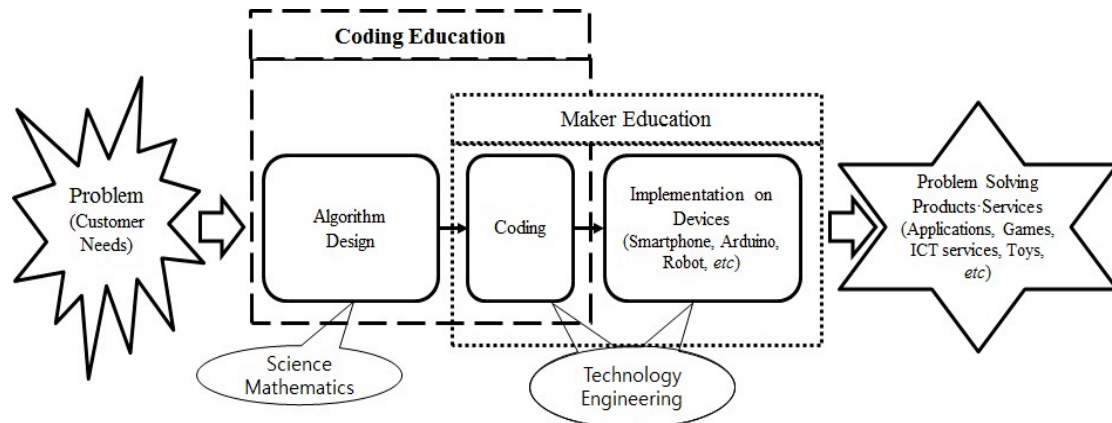 Coding Education
Maker Education
Problem
(Customer
Needs)
Algorithm
Design
Coding
Implementation on
Devices
(Smartphone, Arduino,
Robot, etc)
Problem Solving
Products·Services
(Applications, Games,
ICT services, Toys,
etc)
Science
Mathematics
Technology
Engineering